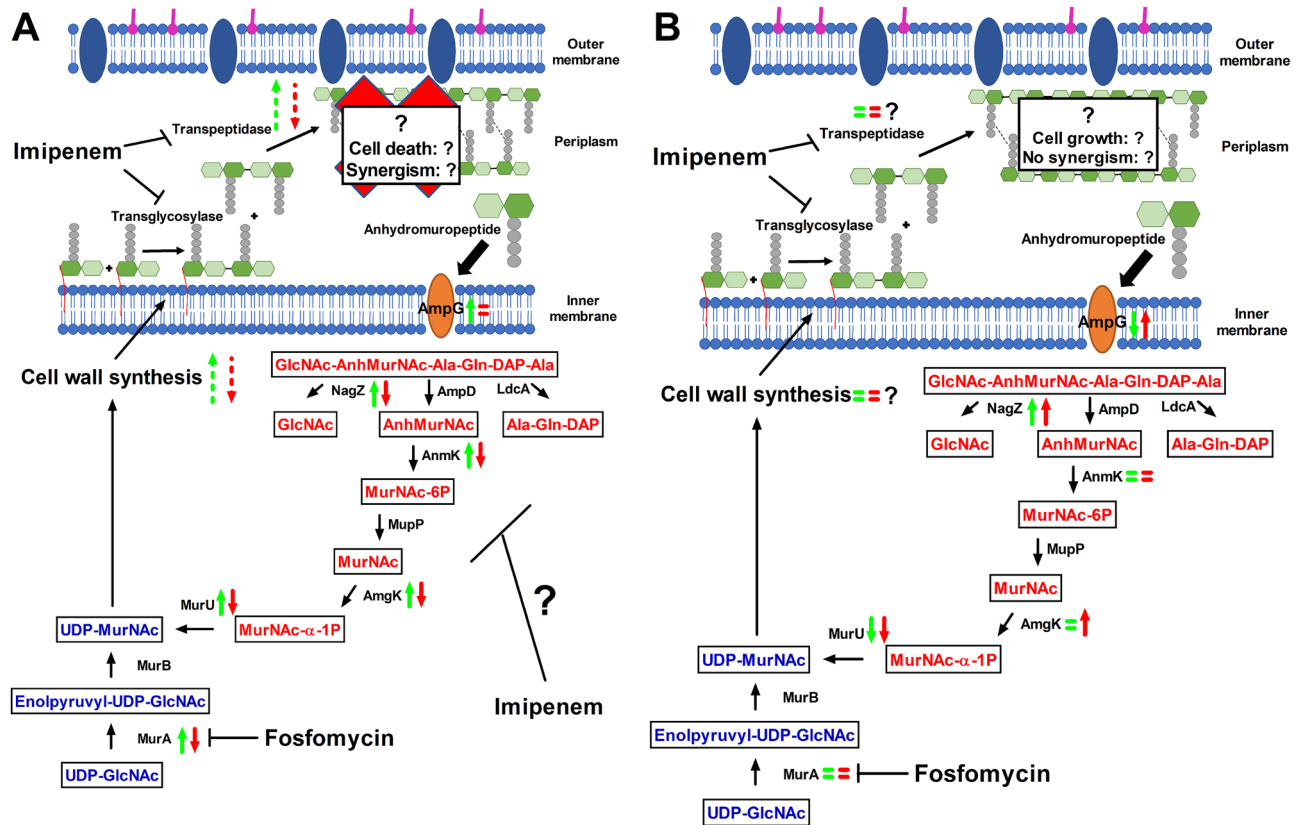 A
Outer
membrane
Transpeptidase
?
Cell death: ?
Synergism: ?
Periplasm
Imipenem
Transglycosylase
+
Anhydromuropeptide
+
AmpG
=
Inner
membrane
Cell wall synthesis
GlcNAc-AnhMurNAc-Ala-Gln-DAP-Ala
NagZ
AmpD
LdcA
GlcNAc
AnhMurNAc
Ala-Gln-DAP
AnmK
MurNAc-6P
MupP
MurNAc
?
AmgK
MurU
UDP-MurNAc
MurNAc-α-1P
MurB
Enolpyruvyl-UDP-GlcNAc
Imipenem
MurA
Fosfomycin
UDP-GlcNAc
B
Outer
membrane
= = ?
Transpeptidase
?
Cell growth: ?
No synergism: ?
Periplasm
Imipenem
Transglycosylase
+
Anhydromuropeptide
+
AmpG
Inner
membrane
Cell wall synthesis = = ?
GlcNAc-AnhMurNAc-Ala-Gln-DAP-Ala
NagZ
AmpD
LdcA
GlcNAc
AnhMurNAc
Ala-Gln-DAP
AnmK = =
MurNAc-6P
MupP
MurNAc
AmgK =
MurU
UDP-MurNAc
MurNAc-α-1P
MurB
Enolpyruvyl-UDP-GlcNAc
MurA = =
Fosfomycin
UDP-GlcNAc